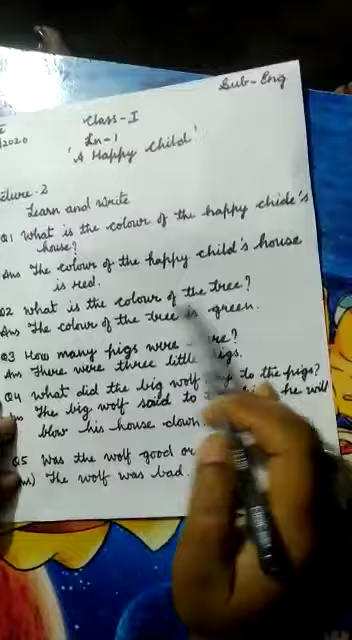 Sub-Eng
Class-I
/2020
Ln-1
'A Happy Child'
cture-2
Learn and Write
Q1 What is the colour of the happy chide's
house?
Ans The colour of the happy child's house
is red.
Q2 What is the colour of the tree?
Ans The colour of the tree is green.
Q3 How many pigs were re?
Ans There were three little igs.
Q4 What did the big wolf to the pigs?
The big wolf said to he will
blow his house down
Q5 Was the wolf good or
) The wolf was bad.